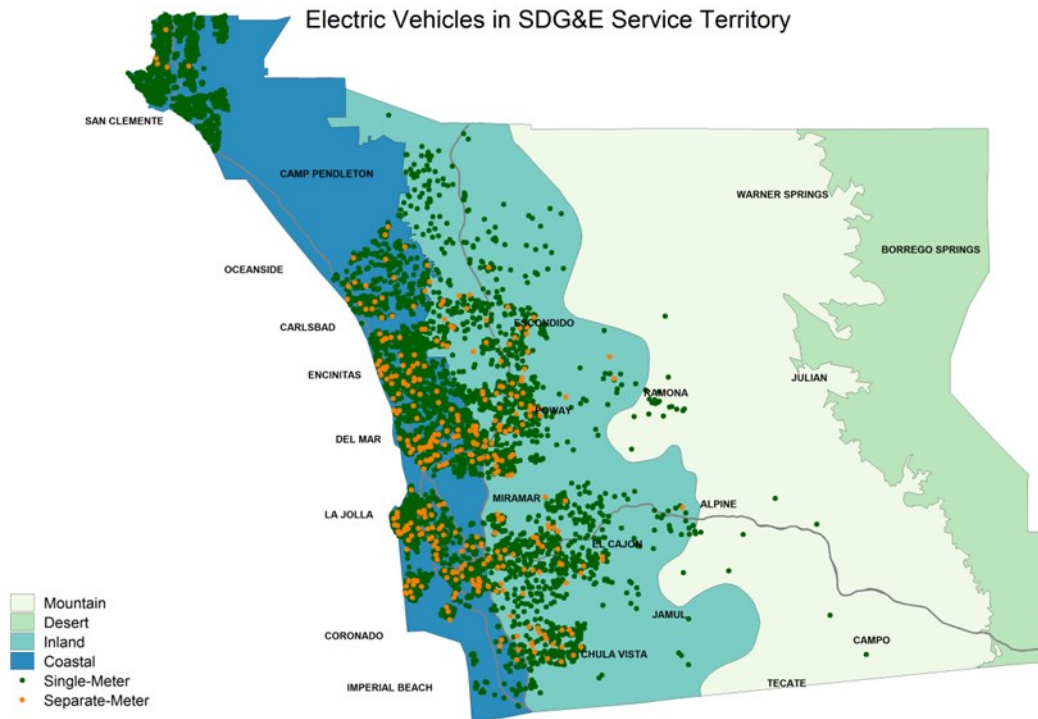 Electric Vehicles in SDG&E Service Territory
SAN CLEMENTE
CAMP PENDLETON
WARNER SPRINGS
BORREGO SPRINGS
OCEANSIDE
CARLSBAD
ESCONDIDO
ENCINITAS
JULIAN
RAMONA
POWAY
DEL MAR
MIRAMAR
ALPINE
LA JOLLA
EL CAJON
JAMUL
CORONADO
CAMPO
CHULA VISTA
IMPERIAL BEACH
TECATE
Mountain
Desert
Inland
Coastal
Single-Meter
Separate-Meter